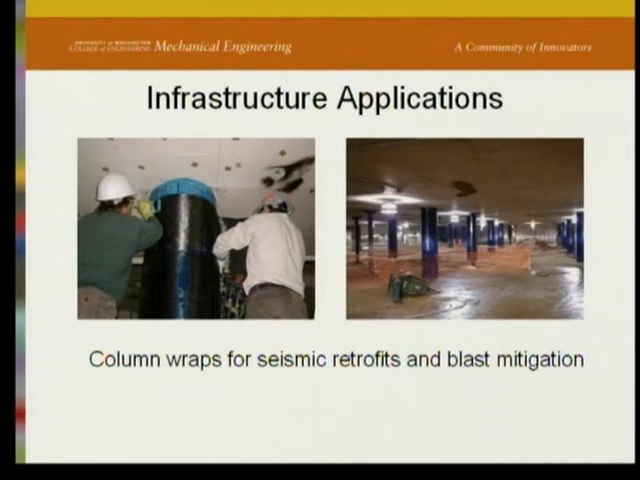 UNIVERSITY of WASHINGTON
COLLEGE of ENGINEERING
Mechanical Engineering
A Community of Innovators
Infrastructure Applications
Column wraps for seismic retrofits and blast mitigation